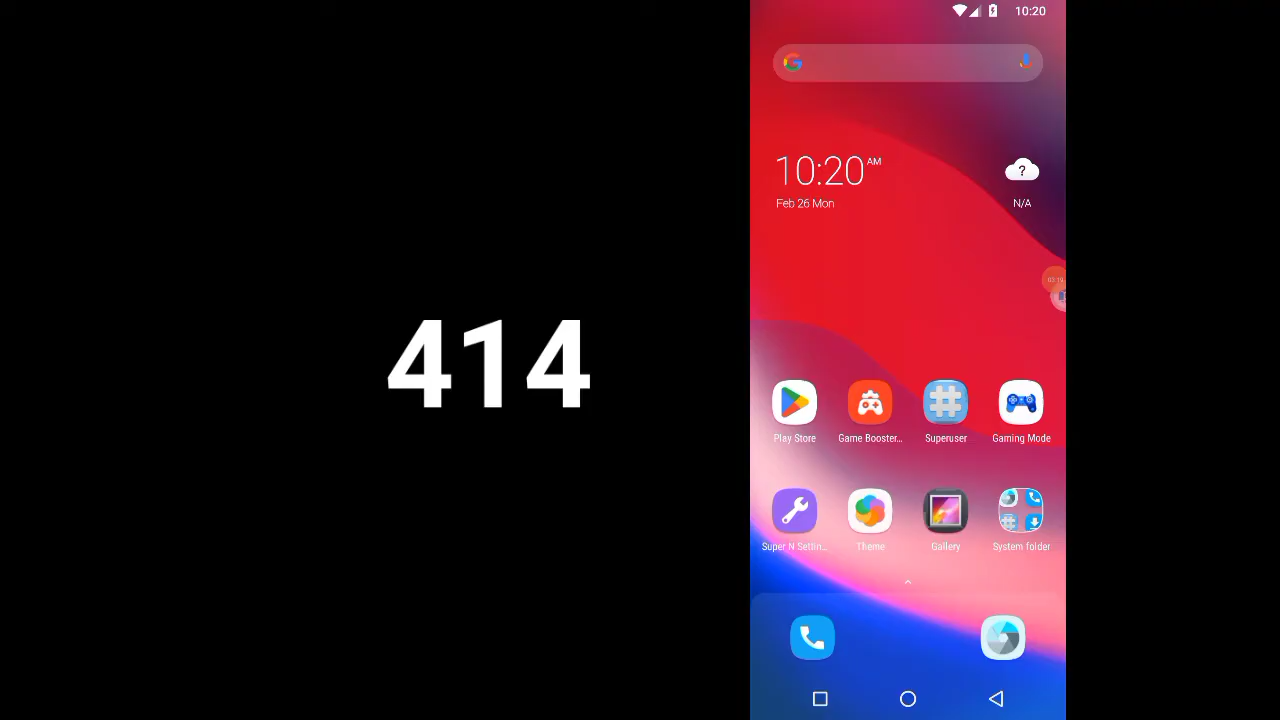 414
10:20
10:20 AM
Feb 26 Mon
N/A
Play Store
Game Booster...
Superuser
Gaming Mode
Super N Settin...
Theme
Gallery
System folder